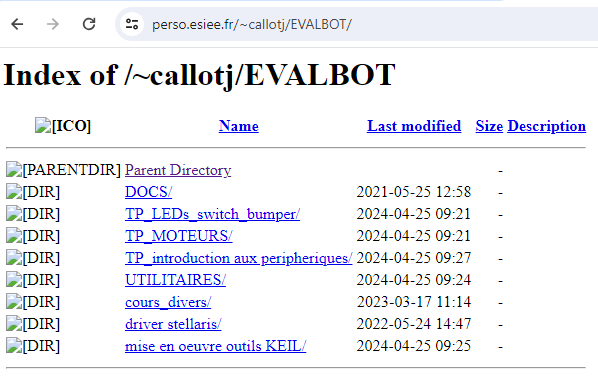 perso.esiee.fr/~callotj/EVALBOT/
Index of /~callotj/EVALBOT
[ICO] Name Last modified Size Description
[PARENTDIR] Parent Directory -
[DIR] DOCS/ 2021-05-25 12:58 -
[DIR] TP_LEDs_switch_bumper/ 2024-04-25 09:21 -
[DIR] TP_MOTEURS/ 2024-04-25 09:21 -
[DIR] TP_introduction aux peripheriques/ 2024-04-25 09:27 -
[DIR] UTILITAIRES/ 2024-04-25 09:24 -
[DIR] cours_divers/ 2023-03-17 11:14 -
[DIR] driver stellaris/ 2022-05-24 14:47 -
[DIR] mise en oeuvre outils KEIL/ 2024-04-25 09:25 -